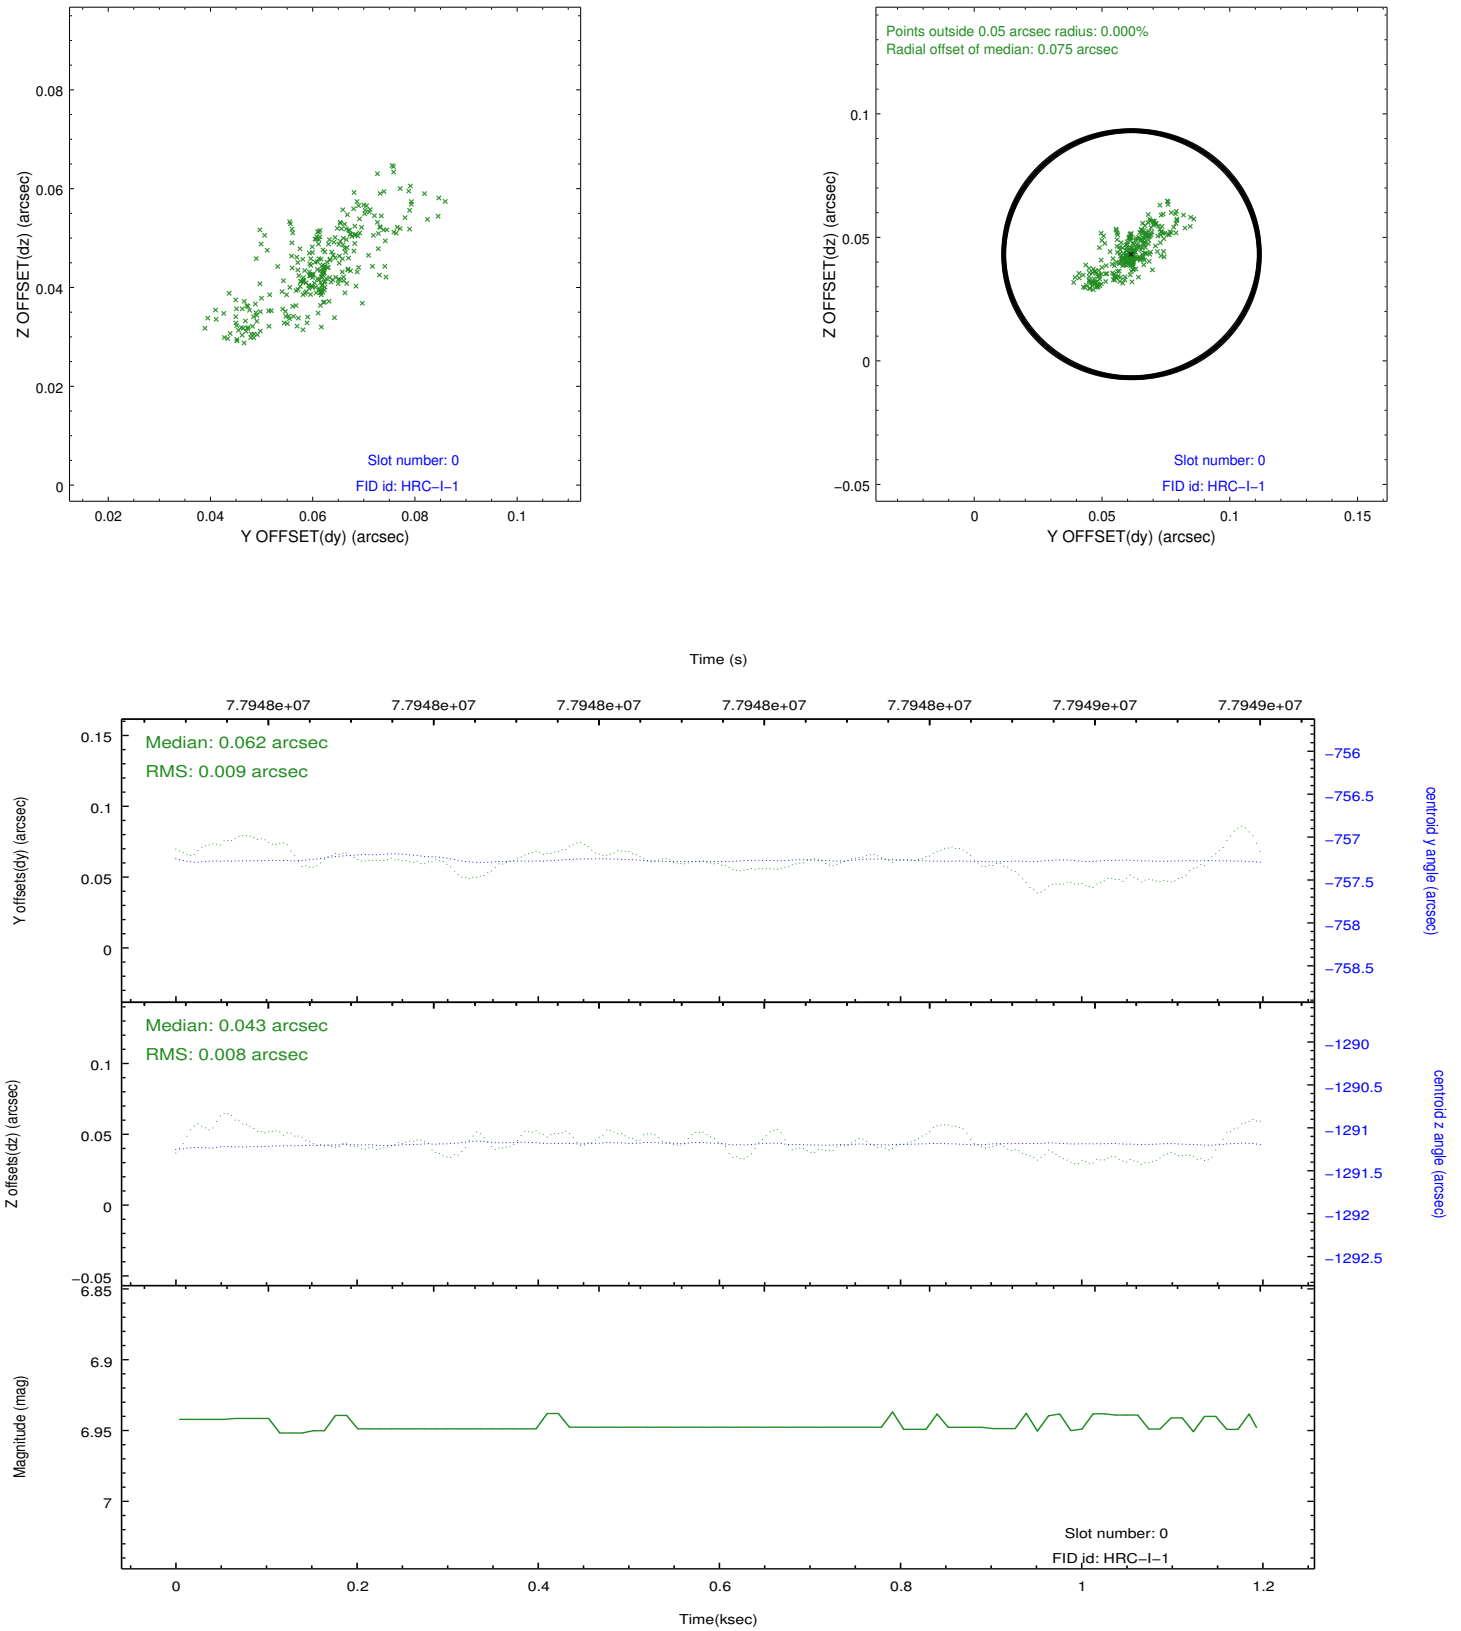 Z OFFSET(dz) (arcsec)
0.08
0.06
0.04
0.02
0
Slot number: 0
FID id: HRC−I−1
0.02 0.04 0.06 0.08 0.1
Y OFFSET(dy) (arcsec)
Points outside 0.05 arcsec radius: 0.000%
Radial offset of median: 0.075 arcsec
Z OFFSET(dz) (arcsec)
0.1
0.05
0
−0.05
Slot number: 0
FID id: HRC−I−1
0 0.05 0.1 0.15
Y OFFSET(dy) (arcsec)
Time (s)
7.7948e+07 7.7948e+07 7.7948e+07 7.7948e+07 7.7948e+07 7.7949e+07 7.7949e+07
Median: 0.062 arcsec
RMS: 0.009 arcsec
Y offsets(dy) (arcsec)
0.15
0.1
0.05
0
−756
−756.5
−757
−757.5
−758
−758.5
centroid y angle (arcsec)
Median: 0.043 arcsec
RMS: 0.008 arcsec
Z offsets(dz) (arcsec)
0.1
0.05
0
−0.05
−1290
−1290.5
−1291
−1291.5
−1292
−1292.5
centroid z angle (arcsec)
Magnitude (mag)
6.85
6.9
6.95
7
Slot number: 0
FID id: HRC−I−1
0 0.2 0.4 0.6 0.8 1 1.2
Time(ksec)